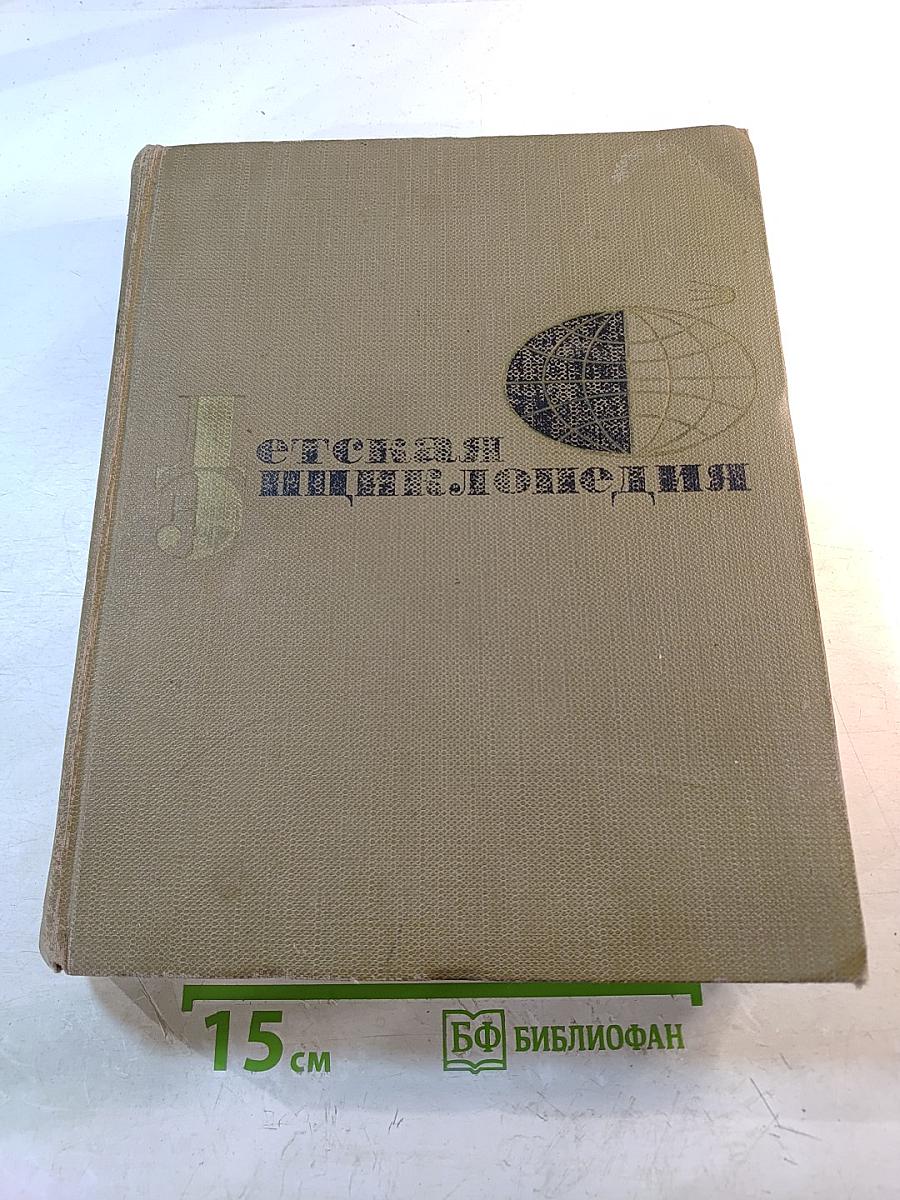 Детская
Энциклопедия
15 см
БФ БИБЛИОФАН